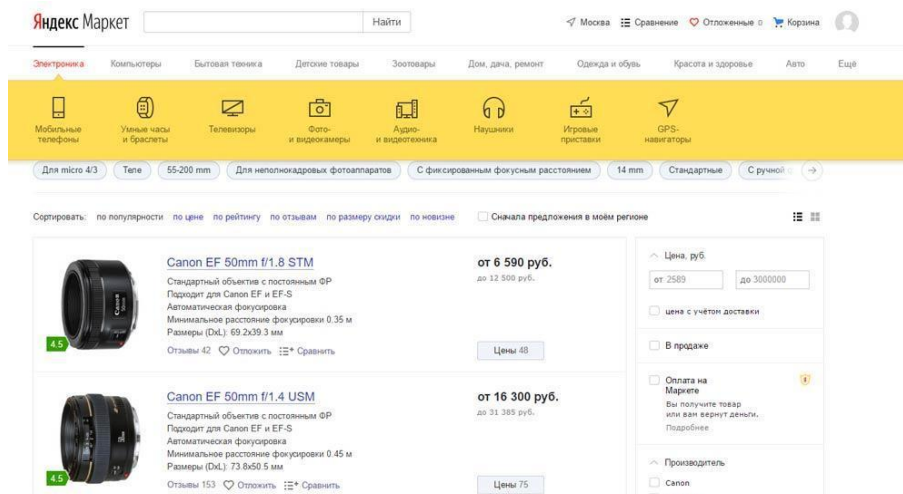 Яндекс Маркет
Найти
Москва
Сравнение
Отложенные 0
Корзина
Электроника
Компьютеры
Бытовая техника
Детские товары
Зоотовары
Дом, дача, ремонт
Одежда и обувь
Красота и здоровье
Авто
Ещё
Мобильные
телефоны
Умные часы
и браслеты
Телевизоры
Фото-
и видеокамеры
Аудио-
и видеотехника
Наушники
Игровые
приставки
GPS-
навигаторы
Для micro 4/3
Теле
55-200 mm
Для неполнокадровых фотоаппаратов
С фиксированным фокусным расстоянием
14 mm
Стандартные
С ручной
Сортировать: по популярности по цене по рейтингу по отзывам по размеру скидки по новизне
Сначала предложения в моём регионе
Canon EF 50mm f/1.8 STM
Стандартный объектив с постоянным ФР
Подходит для Canon EF и EF-S
Автоматическая фокусировка
Минимальное расстояние фокусировки 0.35 м
Размеры (DxL): 69.2x39.3 мм
Отзывы 42 Отложить Сравнить
4.5
от 6 590 руб.
до 12 500 руб.
Цены 48
Canon EF 50mm f/1.4 USM
Стандартный объектив с постоянным ФР
Подходит для Canon EF и EF-S
Автоматическая фокусировка
Минимальное расстояние фокусировки 0.45 м
Размеры (DxL): 73.8x50.5 мм
Отзывы 153 Отложить Сравнить
4.5
от 16 300 руб.
до 31 385 руб.
Цены 75
Цена, руб.
от 2589
до 3000000
цена с учётом доставки
В продаже
Оплата на
Маркете
Вы получите товар
или вам вернут деньги.
Подробнее
Производитель
Canon